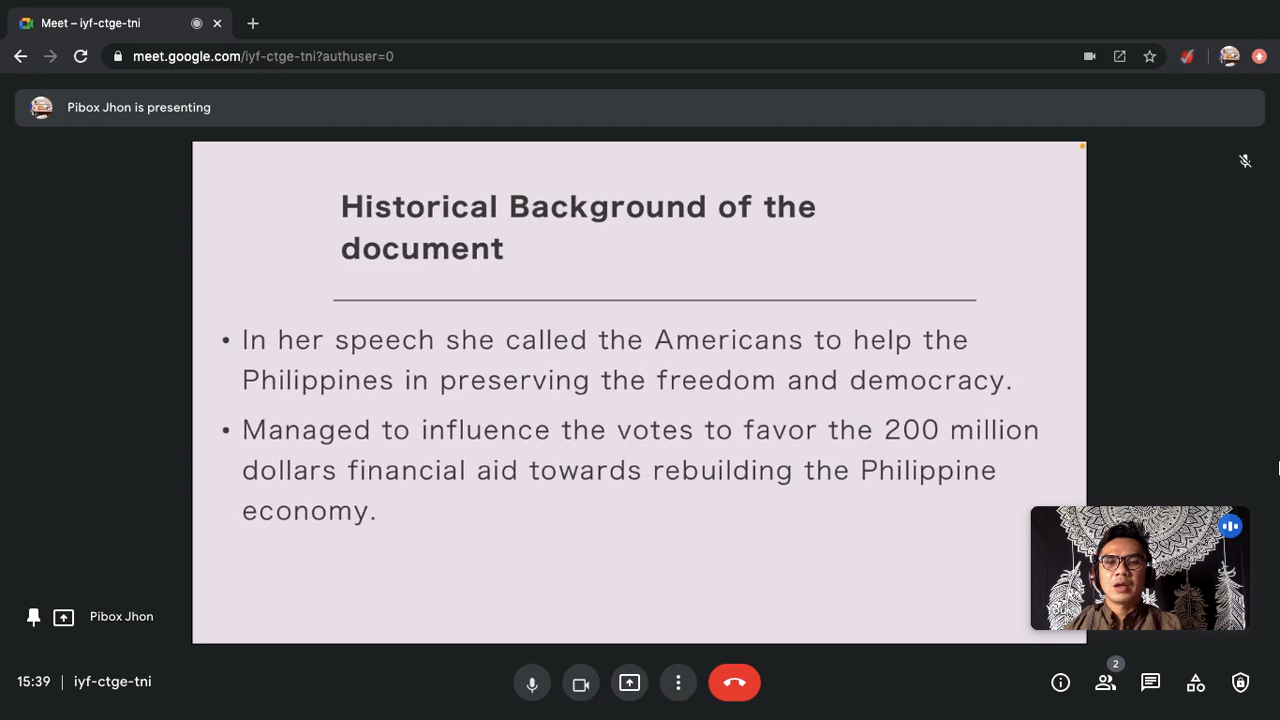 Meet – iyf-ctge-tni
meet.google.com/iyf-ctge-tni?authuser=0
Pibox Jhon is presenting
Historical Background of the
document
• In her speech she called the Americans to help the
Philippines in preserving the freedom and democracy.
• Managed to influence the votes to favor the 200 million
dollars financial aid towards rebuilding the Philippine
economy.
Pibox Jhon
2
15:39 | iyf-ctge-tni